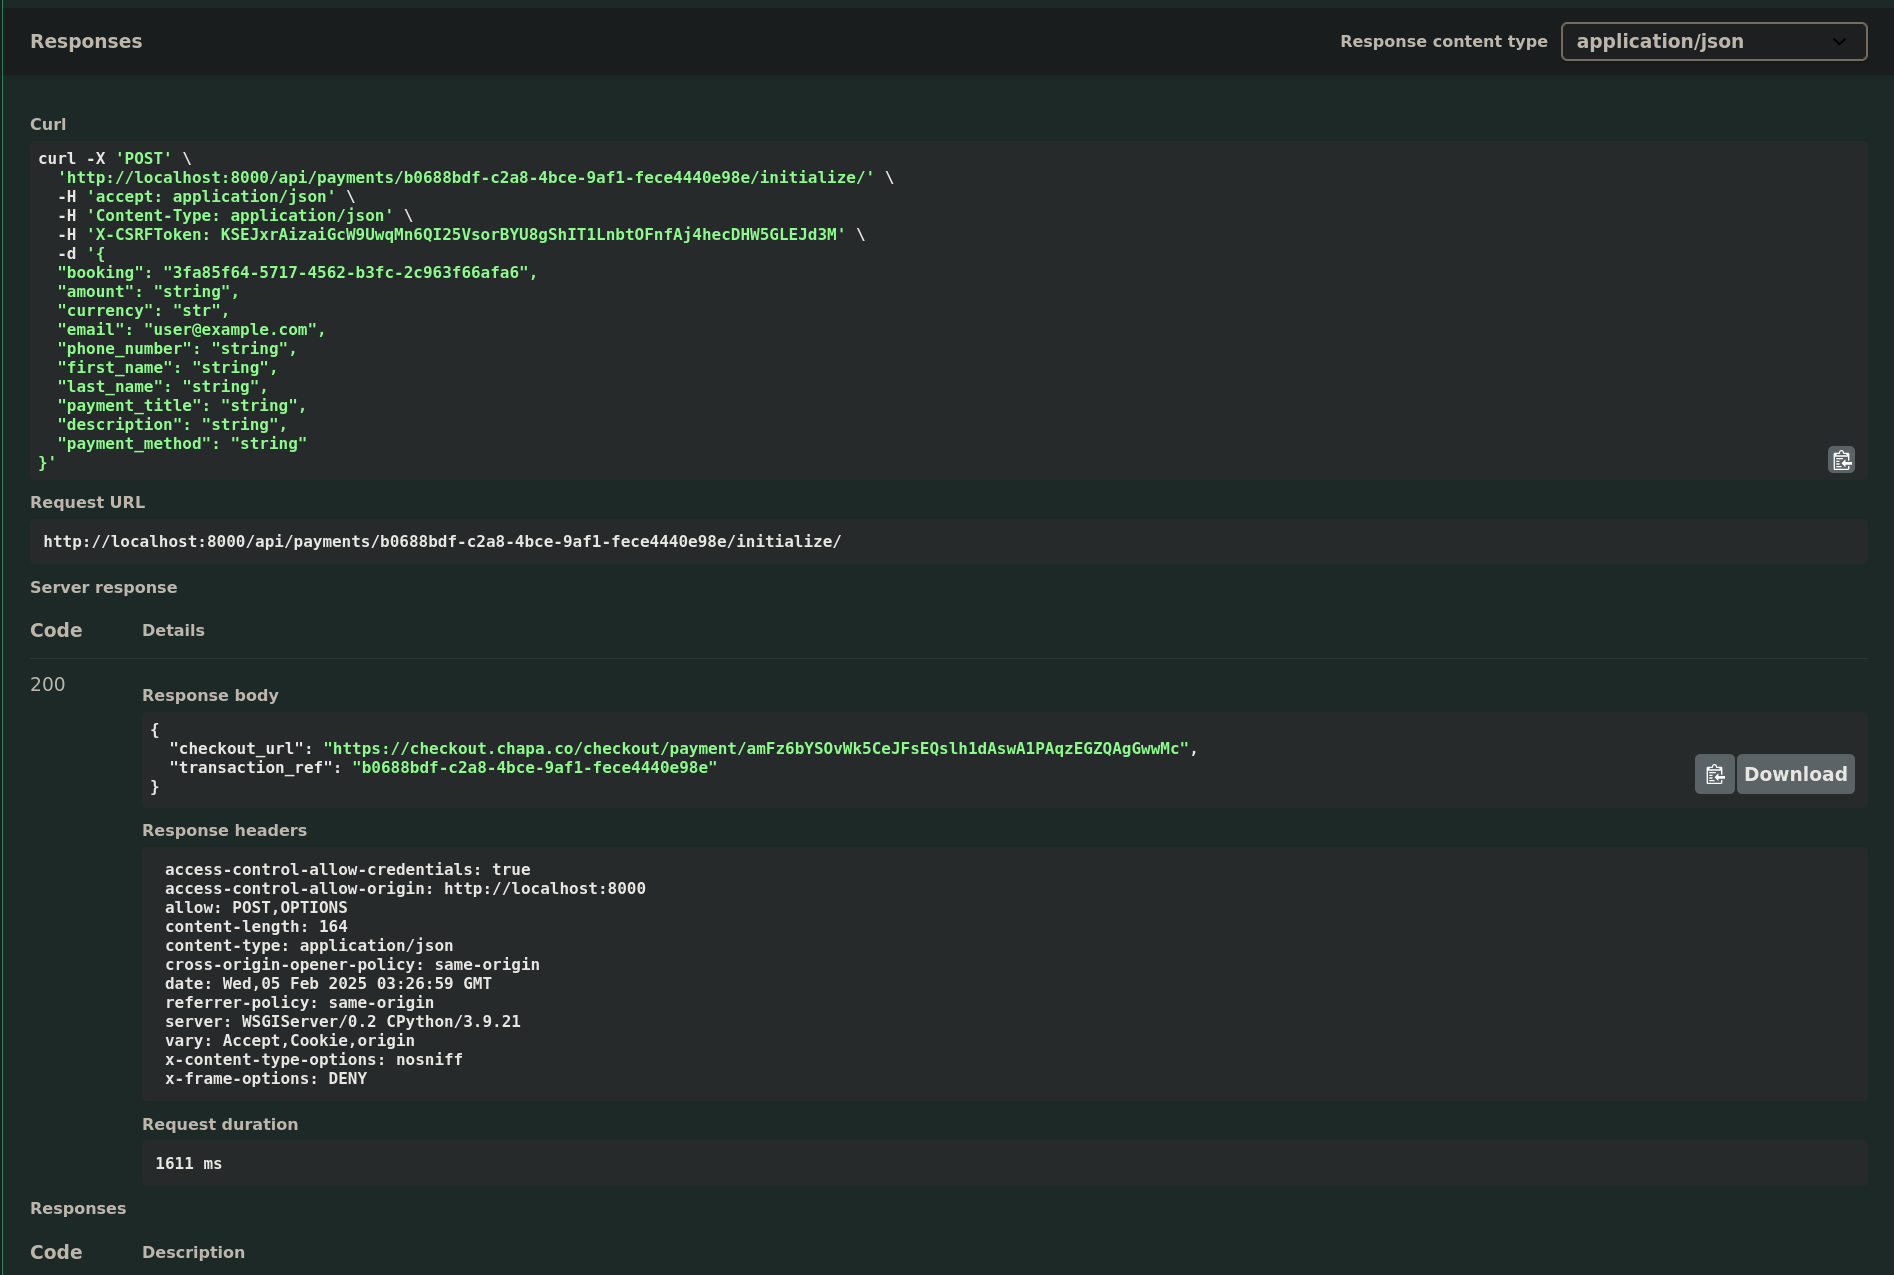 Responses
Response content type application/json
Curl
curl -X 'POST' \
'http://localhost:8000/api/payments/b0688bdf-c2a8-4bce-9af1-fece4440e98e/initialize/' \
-H 'accept: application/json' \
-H 'Content-Type: application/json' \
-H 'X-CSRFToken: KSEJxrAizaiGcW9UwqMn6QI25VsorBYU8gShIT1LnbtOFnfAj4hecDHW5GLEJd3M' \
-d '{
"booking": "3fa85f64-5717-4562-b3fc-2c963f66afa6",
"amount": "string",
"currency": "str",
"email": "user@example.com",
"phone_number": "string",
"first_name": "string",
"last_name": "string",
"payment_title": "string",
"description": "string",
"payment_method": "string"
}'
Request URL
http://localhost:8000/api/payments/b0688bdf-c2a8-4bce-9af1-fece4440e98e/initialize/
Server response
Code Details
200
Response body
{
"checkout_url": "https://checkout.chapa.co/checkout/payment/amFz6bYSOvWk5CeJFsEQslh1dAswA1PAqzEGZQAgGwwMc",
"transaction_ref": "b0688bdf-c2a8-4bce-9af1-fece4440e98e"
}
Download
Response headers
access-control-allow-credentials: true
access-control-allow-origin: http://localhost:8000
allow: POST,OPTIONS
content-length: 164
content-type: application/json
cross-origin-opener-policy: same-origin
date: Wed,05 Feb 2025 03:26:59 GMT
referrer-policy: same-origin
server: WSGIServer/0.2 CPython/3.9.21
vary: Accept,Cookie,origin
x-content-type-options: nosniff
x-frame-options: DENY
Request duration
1611 ms
Responses
Code Description